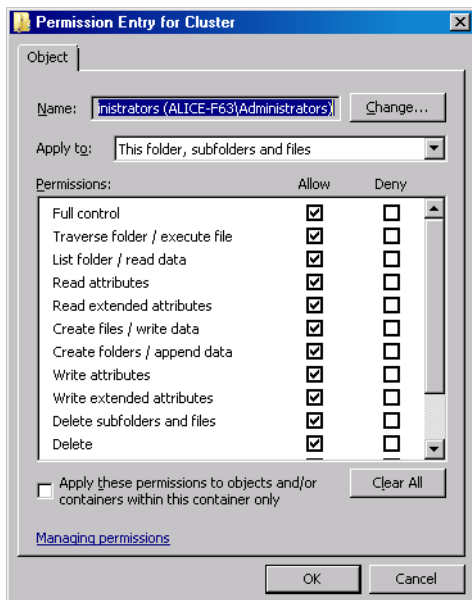 Permission Entry for Cluster
Object
Name: inistrators (ALICE-F63\Administrators) Change...
Apply to: This folder, subfolders and files
Permissions: Allow Deny
Full control
Traverse folder / execute file
List folder / read data
Read attributes
Read extended attributes
Create files / write data
Create folders / append data
Write attributes
Write extended attributes
Delete subfolders and files
Delete
Apply these permissions to objects and/or
containers within this container only
Clear All
Managing permissions
OK Cancel